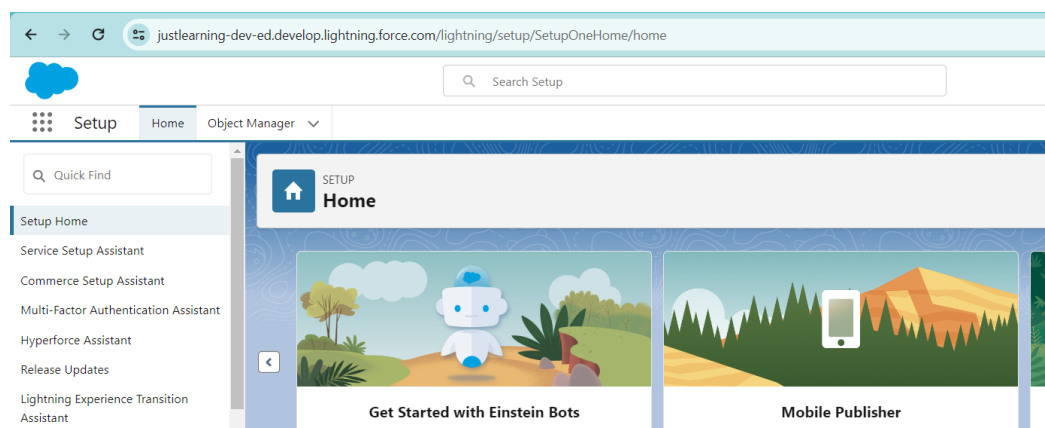 justlearning-dev-ed.develop.lightning.force.com/lightning/setup/SetupOneHome/home
Search Setup
Setup Home Object Manager
Quick Find
SETUP
Home
Setup Home
Service Setup Assistant
Commerce Setup Assistant
Multi-Factor Authentication Assistant
Hyperforce Assistant
Release Updates
Lightning Experience Transition
Assistant
Get Started with Einstein Bots
Mobile Publisher